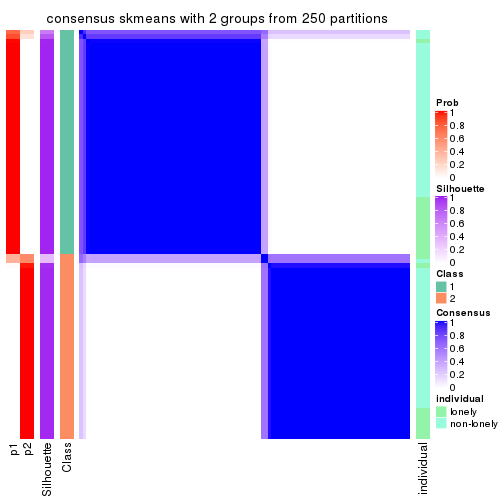 consensus skmeans with 2 groups from 250 partitions
Prob
1
0.8
0.6
0.4
0.2
0
Silhouette
1
0.8
0.6
0.4
0.2
0
Class
1
2
Consensus
1
0.8
0.6
0.4
0.2
0
individual
lonely
non-lonely
p1
p2
Silhouette
Class
individual